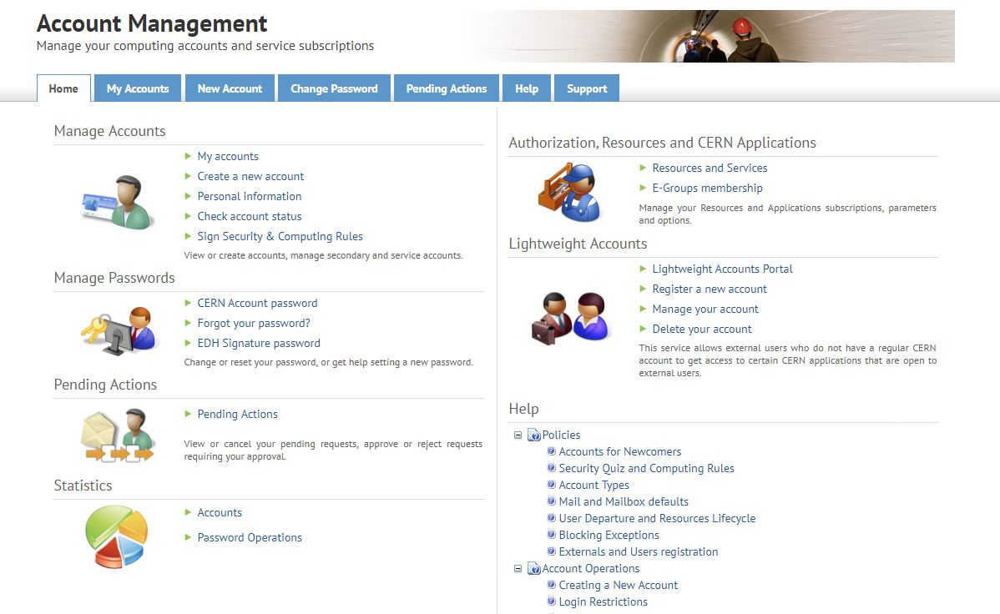 Account Management
Manage your computing accounts and service subscriptions
Home
My Accounts
New Account
Change Password
Pending Actions
Help
Support
Manage Accounts
My accounts
Create a new account
Personal information
Check account status
Sign Security & Computing Rules
View or create accounts, manage secondary and service accounts.
Manage Passwords
CERN Account password
Forgot your password?
EDH Signature password
Change or reset your password, or get help setting a new password.
Pending Actions
Pending Actions
View or cancel your pending requests, approve or reject requests
requiring your approval.
Statistics
Accounts
Password Operations
Authorization, Resources and CERN Applications
Resources and Services
E-Groups membership
Manage your Resources and Applications subscriptions, parameters
and options.
Lightweight Accounts
Lightweight Accounts Portal
Register a new account
Manage your account
Delete your account
This service allows external users who do not have a regular CERN
account to get access to certain CERN applications that are open to
external users.
Help
Policies
Accounts for Newcomers
Security Quiz and Computing Rules
Account Types
Mail and Mailbox defaults
User Departure and Resources Lifecycle
Blocking Exceptions
Externals and Users registration
Account Operations
Creating a New Account
Login Restrictions